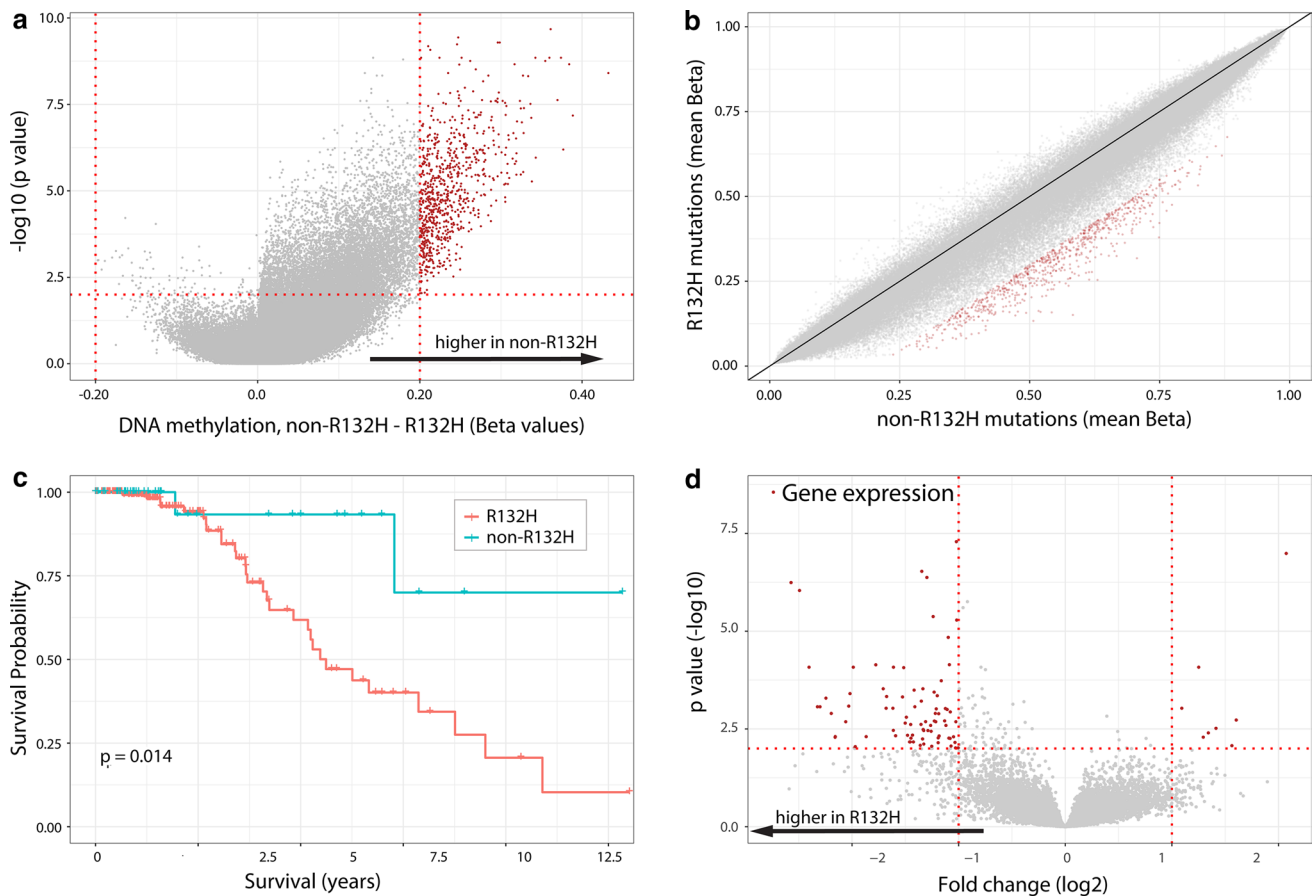 a
10.0
7.5
5.0
2.5
0.0
-log10 (p value)
higher in non-R132H
-0.20
0.0
0.20
0.40
DNA methylation, non-R132H - R132H (Beta values)
b
1.00
0.75
0.50
0.25
0.00
R132H mutations (mean Beta)
0.00
0.25
0.50
0.75
1.00
non-R132H mutations (mean Beta)
c
1.00
0.75
0.50
0.25
0.00
Survival Probability
R132H
non-R132H
p = 0.014
0
2.5
5
7.5
10
12.5
Survival (years)
d
Gene expression
7.5
5.0
2.5
0.0
p value (-log10)
higher in R132H
−2
−1
0
1
2
Fold change (log2)